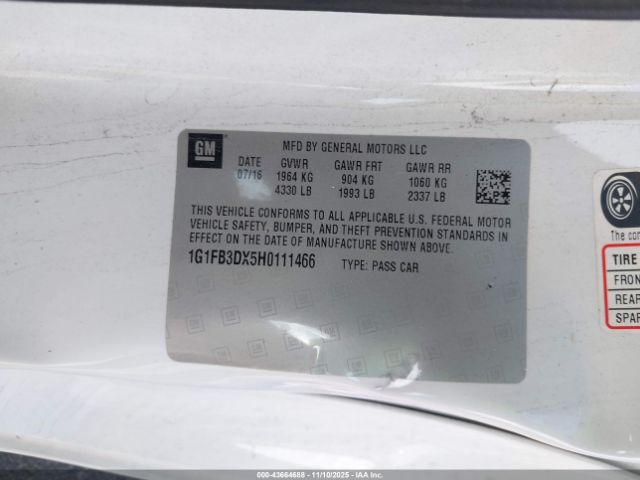 GM
MFD BY GENERAL MOTORS LLC
DATE GVWR GAWR FRT GAWR RR
07/16 1964 KG 904 KG 1060 KG
4330 LB 1993 LB 2337 LB
THIS VEHICLE CONFORMS TO ALL APPLICABLE U.S. FEDERAL MOTOR
VEHICLE SAFETY, BUMPER, AND THEFT PREVENTION STANDARDS IN
EFFECT ON THE DATE OF MANUFACTURE SHOWN ABOVE.
1G1FB3DX5H0111466 TYPE: PASS CAR
The con
TIRE
FRON
REAR
SPAR
000-43664688 - 11/10/2025 - IAA, Inc.